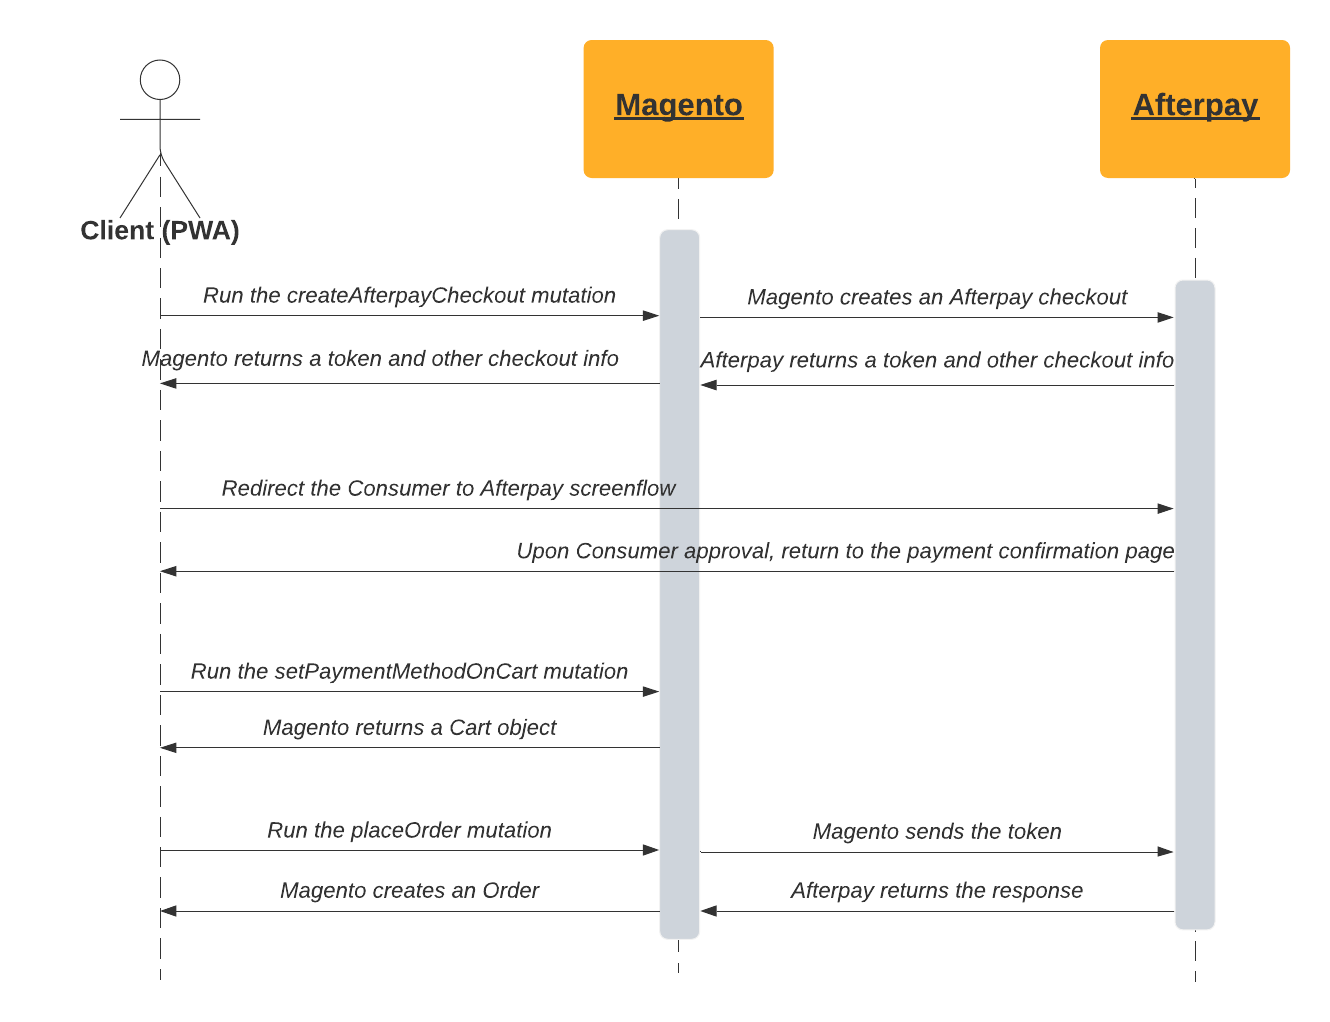 Magento
Afterpay
Client (PWA)
Run the createAfterpayCheckout mutation
Magento creates an Afterpay checkout
Magento returns a token and other checkout info
Afterpay returns a token and other checkout info
Redirect the Consumer to Afterpay screenflow
Upon Consumer approval, return to the payment confirmation page
Run the setPaymentMethodOnCart mutation
Magento returns a Cart object
Run the placeOrder mutation
Magento sends the token
Magento creates an Order
Afterpay returns the response